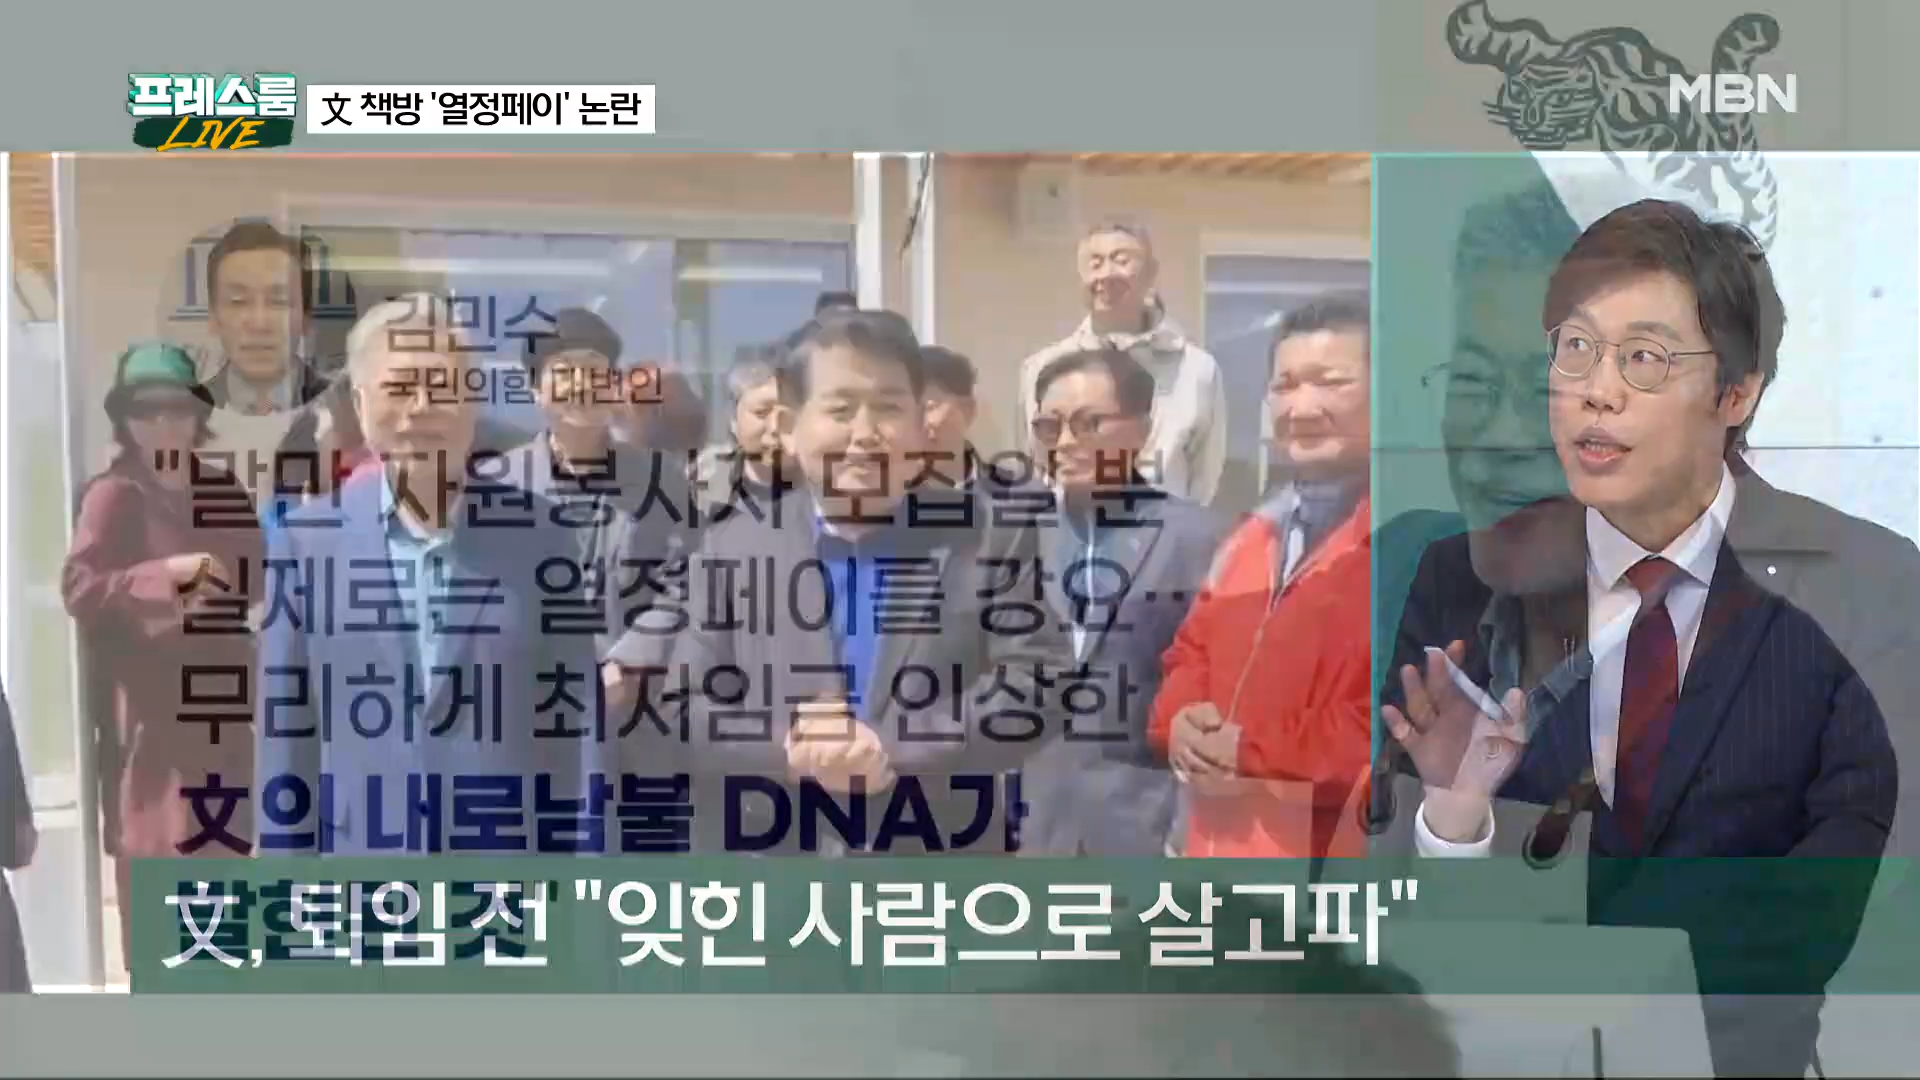 프레스룸
LIVE
文 책방 '열정페이' 논란
MBN
김민수
국민의힘 대변인
"말만 자원봉사자 모집일 뿐
실제로는 열정페이를 강요…
무리하게 최저임금 인상한
文의 내로남불 DNA가
발현된 것"
文, 퇴임 전 "잊힌 사람으로 살고파"